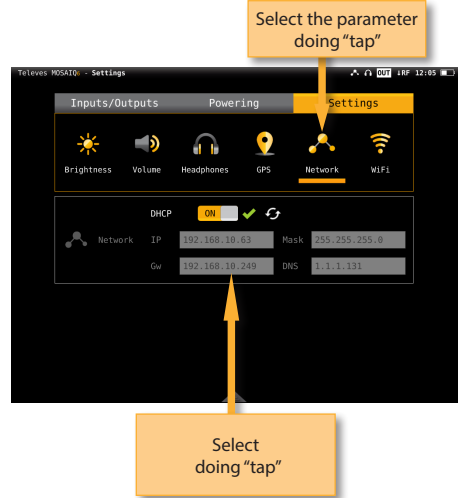 Select the parameter
doing “tap”
Televes MOSAIQ6 - Settings OUT ↓RF 12:05
Inputs/Outputs Powering Settings
Brightness Volume Headphones GPS Network WiFi
DHCP ON
Network IP 192.168.10.63 Mask 255.255.255.0
Gw 192.168.10.249 DNS 1.1.1.131
Select
doing “tap”